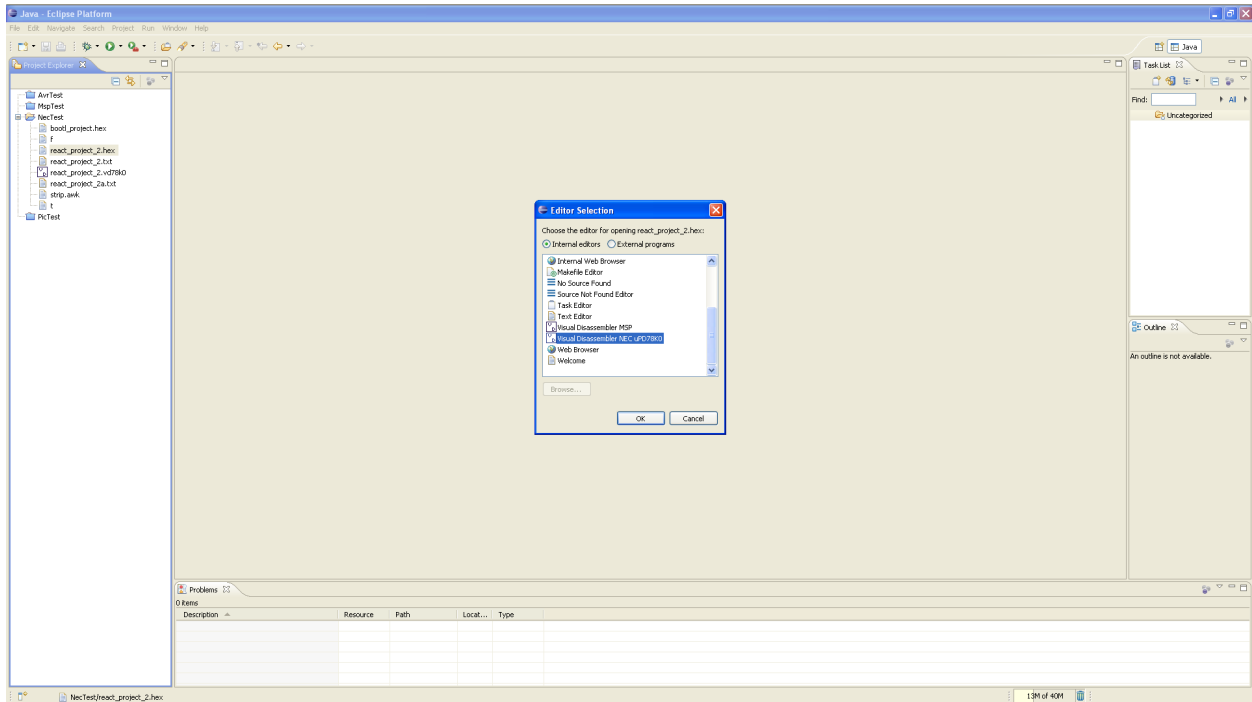 Java - Eclipse Platform
File Edit Navigate Search Project Run Window Help
Java
Project Explorer
AvrTest
MspTest
NecTest
bootl_project.hex
f
react_project_2.hex
react_project_2.txt
react_project_2.vd78k0
react_project_2a.txt
strip.awk
t
PicTest
Editor Selection
Choose the editor for opening react_project_2.hex:
Internal editors External programs
Internal Web Browser
Makefile Editor
No Source Found
Source Not Found Editor
Task Editor
Text Editor
Visual Disassembler MSP
Visual Disassembler NEC uPD78K0
Web Browser
Welcome
Browse...
OK Cancel
Task List
Find: All
Uncategorized
Outline
An outline is not available.
Problems
0 items
Description Resource Path Locat... Type
NecTest/react_project_2.hex
13M of 40M